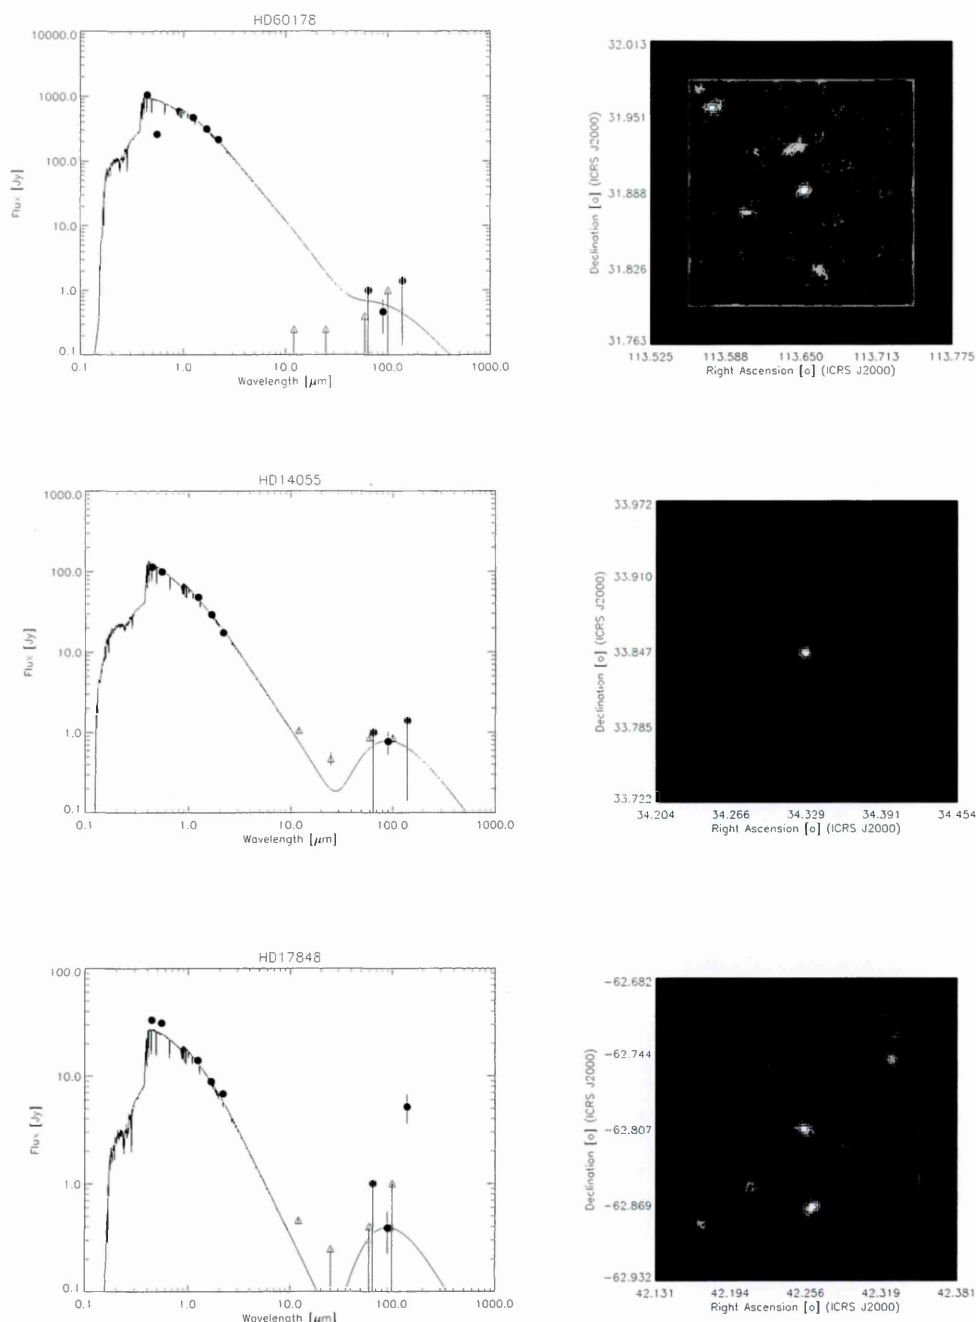 HD60178
10000.0
1000.0
100.0
10.0
1.0
0.1
Flux [Jy]
0.1 1.0 10.0 100.0 1000.0
Wavelength [μm]
32.013
31.951
31.888
31.826
31.763
Declination [o] (ICRS J2000)
113.525 113.588 113.650 113.713 113.775
Right Ascension [o] (ICRS J2000)
HD14055
1000.0
100.0
10.0
1.0
0.1
Flux [Jy]
0.1 1.0 10.0 100.0 1000.0
Wavelength [μm]
33.972
33.910
33.847
33.785
33.722
Declination [o] (ICRS J2000)
34.204 34.266 34.329 34.391 34.454
Right Ascension [o] (ICRS J2000)
HD17848
100.0
10.0
1.0
0.1
Flux [Jy]
0.1 1.0 10.0 100.0 1000.0
Wavelength [μm]
-62.682
-62.744
-62.807
-62.869
-62.932
Declination [o] (ICRS J2000)
42.131 42.194 42.256 42.319 42.381
Right Ascension [o] (ICRS J2000)